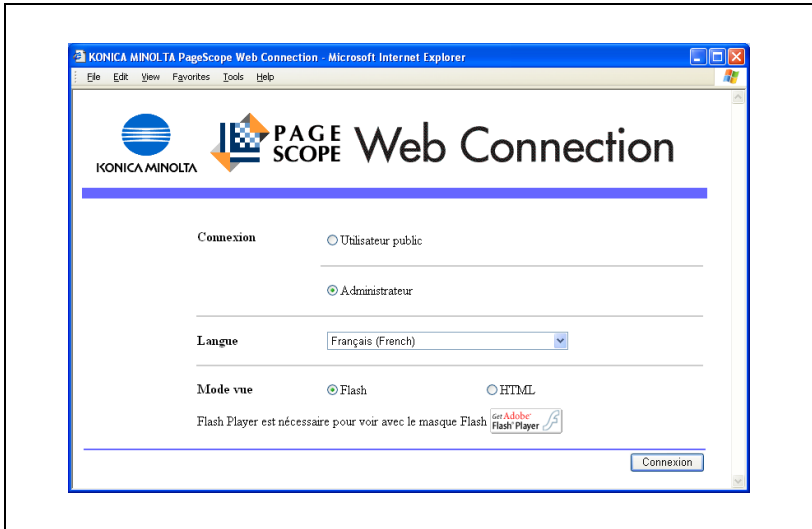 KONICA MINOLTA PageScope Web Connection - Microsoft Internet Explorer
File Edit View Favorites Tools Help
KONICA MINOLTA
PAGE SCOPE Web Connection
Connexion
Utilisateur public
Administrateur
Langue
Français (French)
Mode vue
Flash
HTML
Flash Player est nécessaire pour voir avec le masque Flash
Get Adobe® Flash® Player
Connexion